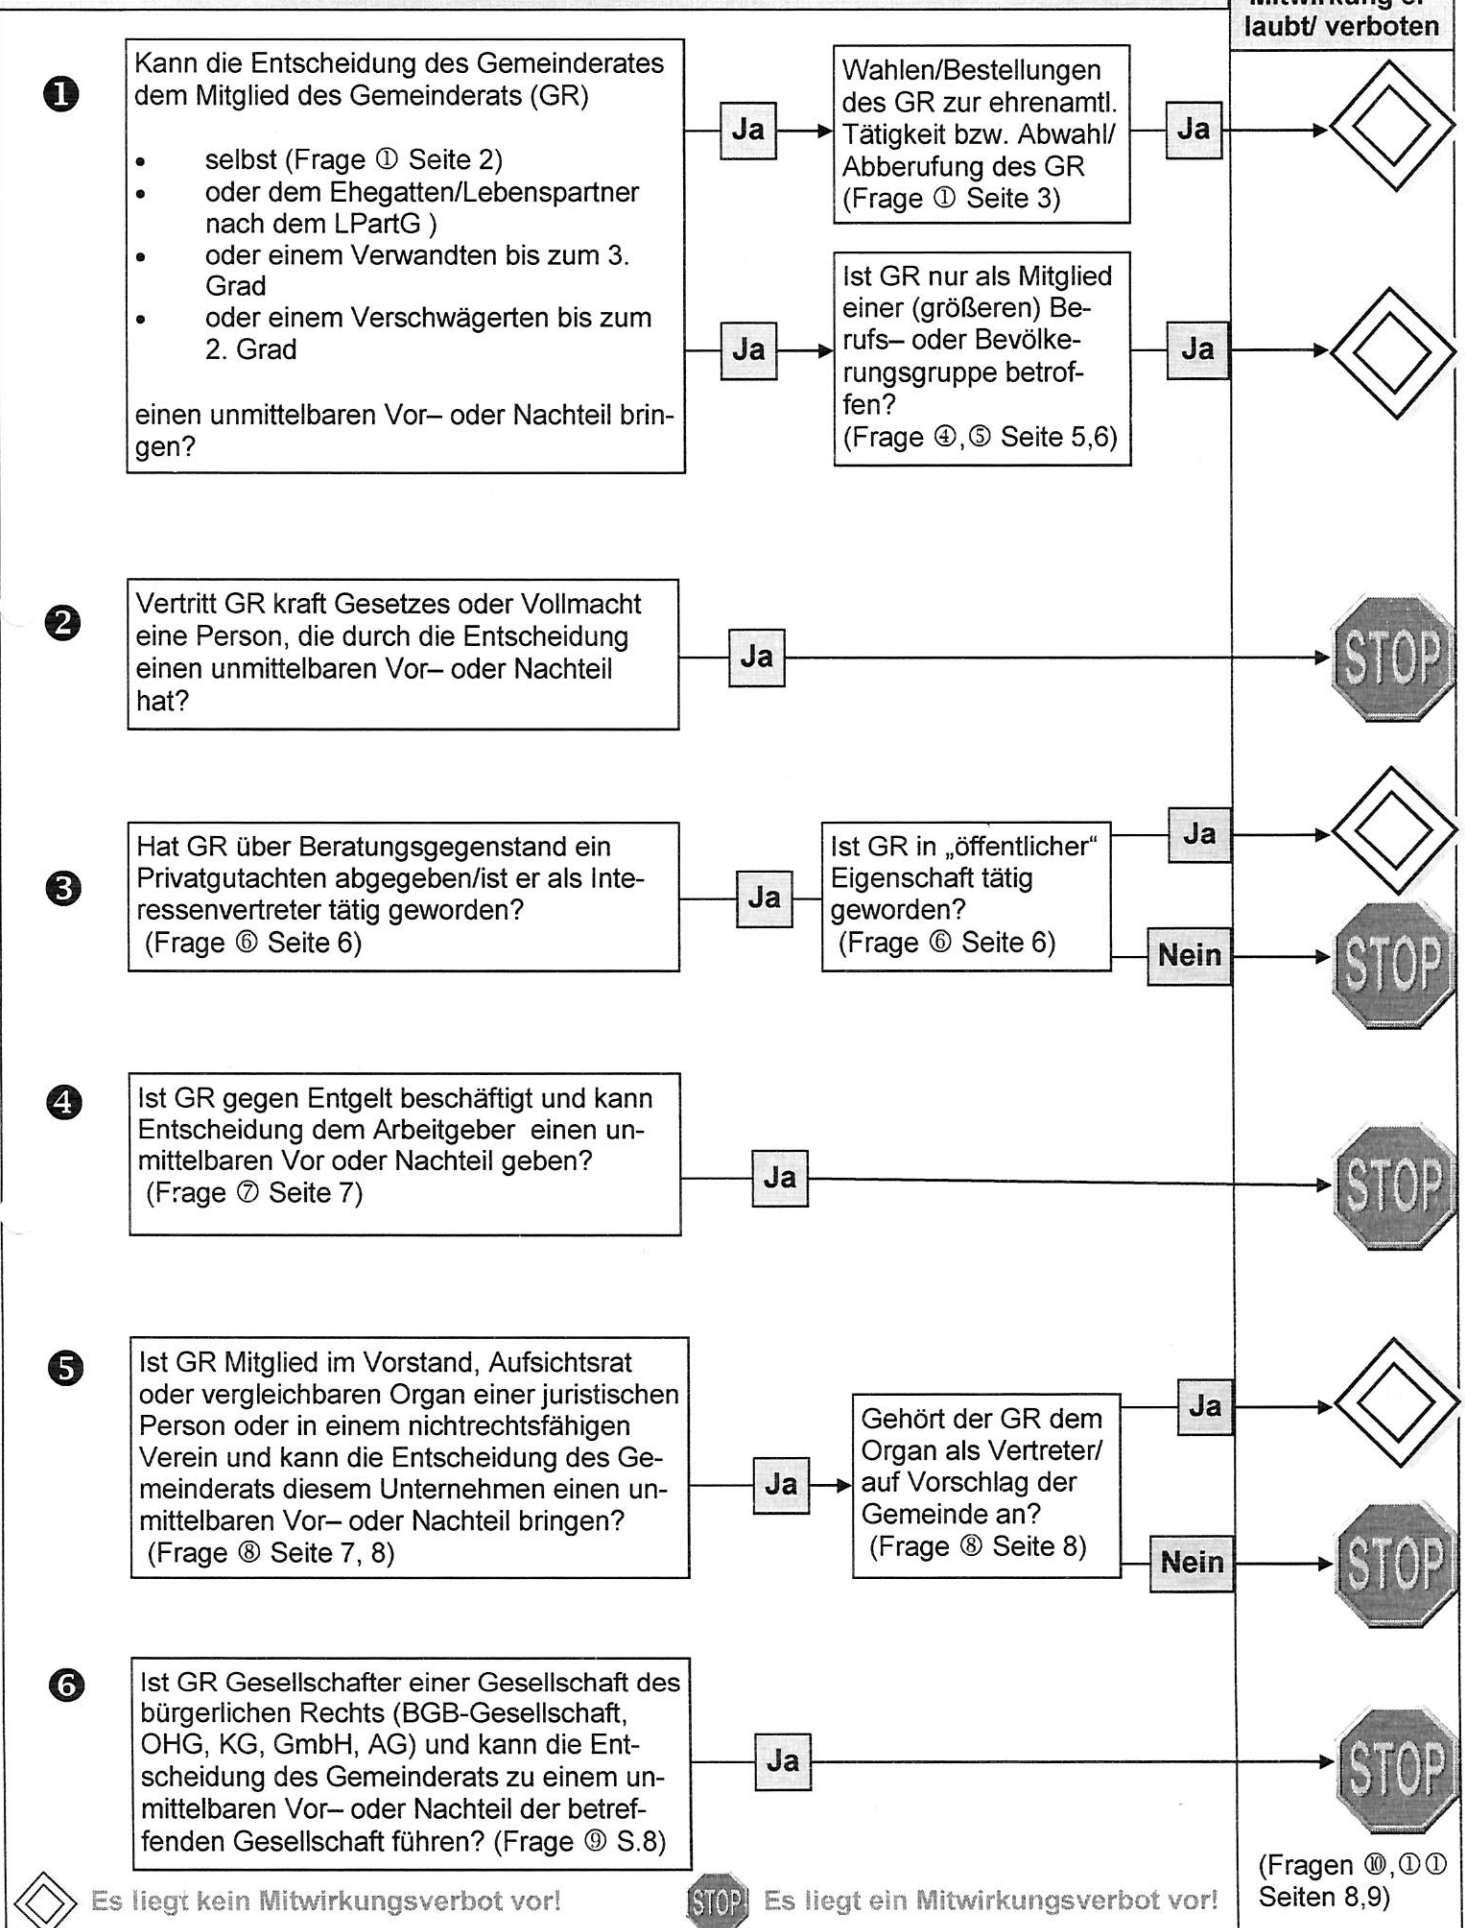 Mitwirkung er-
laubt/ verboten
❶
Kann die Entscheidung des Gemeinderates
dem Mitglied des Gemeinderats (GR)
• selbst (Frage ① Seite 2)
• oder dem Ehegatten/Lebenspartner
nach dem LPartG )
• oder einem Verwandten bis zum 3.
Grad
• oder einem Verschwägerten bis zum
2. Grad
einen unmittelbaren Vor– oder Nachteil brin-
gen?
Ja
Wahlen/Bestellungen
des GR zur ehrenamtl.
Tätigkeit bzw. Abwahl/
Abberufung des GR
(Frage ① Seite 3)
Ja
Ja
Ist GR nur als Mitglied
einer (größeren) Be-
rufs– oder Bevölke-
rungsgruppe betrof-
fen?
(Frage ④,⑤ Seite 5,6)
Ja
❷
Vertritt GR kraft Gesetzes oder Vollmacht
eine Person, die durch die Entscheidung
einen unmittelbaren Vor– oder Nachteil
hat?
Ja
STOP
❸
Hat GR über Beratungsgegenstand ein
Privatgutachten abgegeben/ist er als Inte-
ressenvertreter tätig geworden?
(Frage ⑥ Seite 6)
Ja
Ist GR in „öffentlicher“
Eigenschaft tätig
geworden?
(Frage ⑥ Seite 6)
Ja
Nein
STOP
❹
Ist GR gegen Entgelt beschäftigt und kann
Entscheidung dem Arbeitgeber einen un-
mittelbaren Vor oder Nachteil geben?
(Frage ⑦ Seite 7)
Ja
STOP
❺
Ist GR Mitglied im Vorstand, Aufsichtsrat
oder vergleichbaren Organ einer juristischen
Person oder in einem nichtrechtsfähigen
Verein und kann die Entscheidung des Ge-
meinderats diesem Unternehmen einen un-
mittelbaren Vor– oder Nachteil bringen?
(Frage ⑧ Seite 7, 8)
Ja
Gehört der GR dem
Organ als Vertreter/
auf Vorschlag der
Gemeinde an?
(Frage ⑧ Seite 8)
Ja
Nein
STOP
❻
Ist GR Gesellschafter einer Gesellschaft des
bürgerlichen Rechts (BGB-Gesellschaft,
OHG, KG, GmbH, AG) und kann die Ent-
scheidung des Gemeinderats zu einem un-
mittelbaren Vor– oder Nachteil der betref-
fenden Gesellschaft führen? (Frage ⑨ S.8)
Ja
STOP
(Fragen ⑩,①①
Seiten 8,9)
Es liegt kein Mitwirkungsverbot vor!
STOP Es liegt ein Mitwirkungsverbot vor!